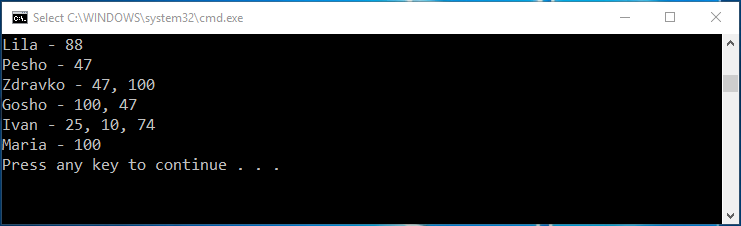 Select C:\WINDOWS\system32\cmd.exe
Lila - 88
Pesho - 47
Zdravko - 47, 100
Gosho - 100, 47
Ivan - 25, 10, 74
Maria - 100
Press any key to continue . . .